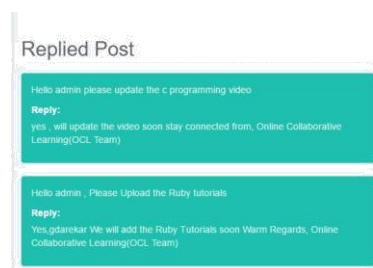 Replied Post
Hello admin please update the c programming video
Reply:
yes , will update the video soon stay connected from, Online Collaborative
Learning(OCL Team)
Hello admin , Please Upload the Ruby tutorials
Reply:
Yes,gdarekar We will add the Ruby Tutorials soon Warm Regards, Online
Collaborative Learning(OCL Team)